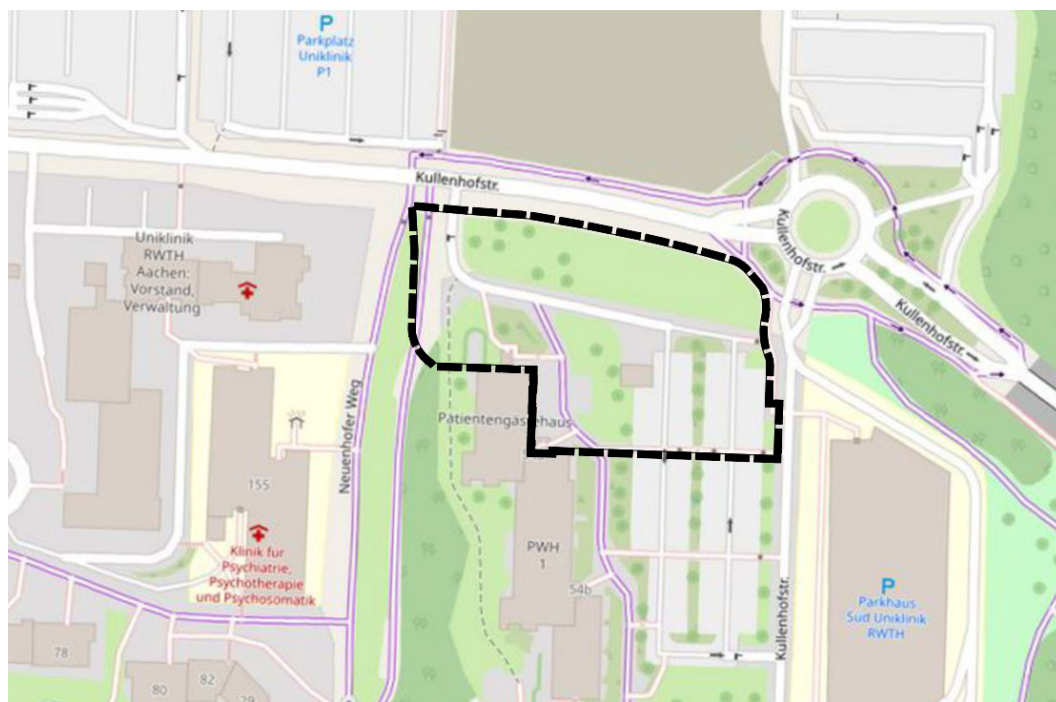 P
Parkplatz
Uniklinik
P1
Kullenhofstr.
Uniklinik
RWTH
Aachen:
Vorstand,
Verwaltung
Kullenhofstr.
Kullenhofstr.
Neuenhofer Weg
Patientengästehaus
155
PWH
1
Klinik für
Psychiatrie,
Psychotherapie
und Psychosomatik
54b
Kullenhofstr.
P
Parkhaus
Süd Uniklinik
RWTH
78
82
80